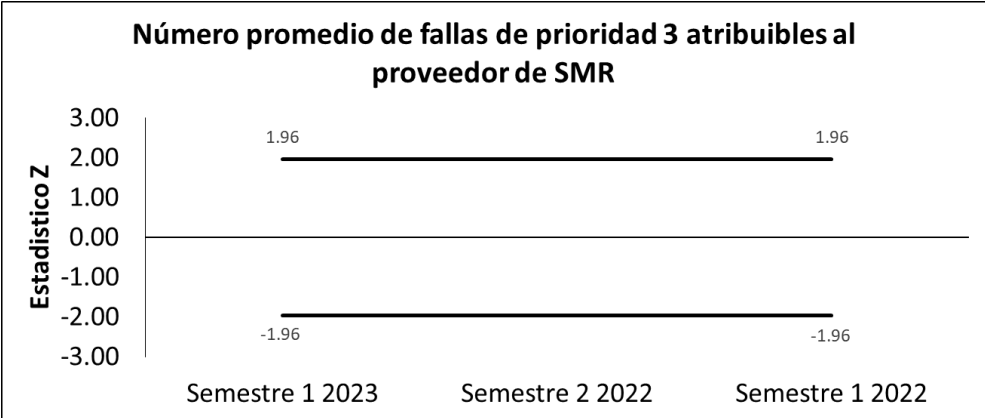 Número promedio de fallas de prioridad 3 atribuibles al
proveedor de SMR
Estadistico Z
3.00
2.00
1.00
0.00
-1.00
-2.00
-3.00
1.96
1.96
-1.96
-1.96
Semestre 1 2023
Semestre 2 2022
Semestre 1 2022